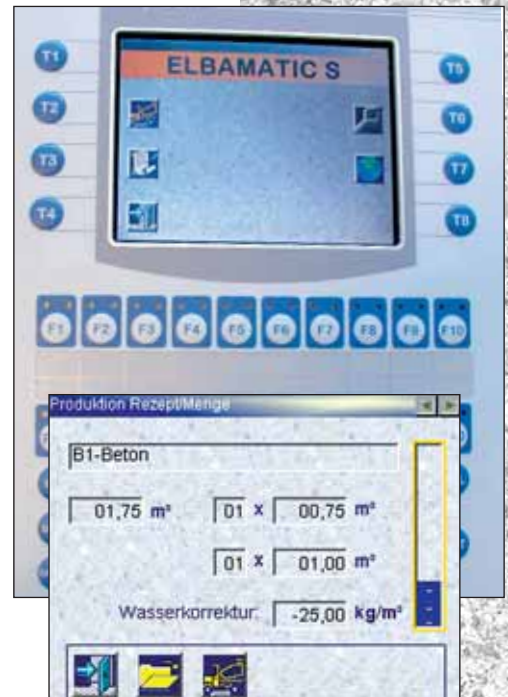 ELBAMATIC S
T1
T5
T2
T6
T3
T7
T4
T8
F1 F2 F3 F4 F5 F6 F7 F8 F9 F10
Produktion Rezept/Menge
B1-Beton
01,75 m³ 01 x 00,75 m³
01 x 01,00 m³
Wasserkorrektur: -25,00 kg/m³